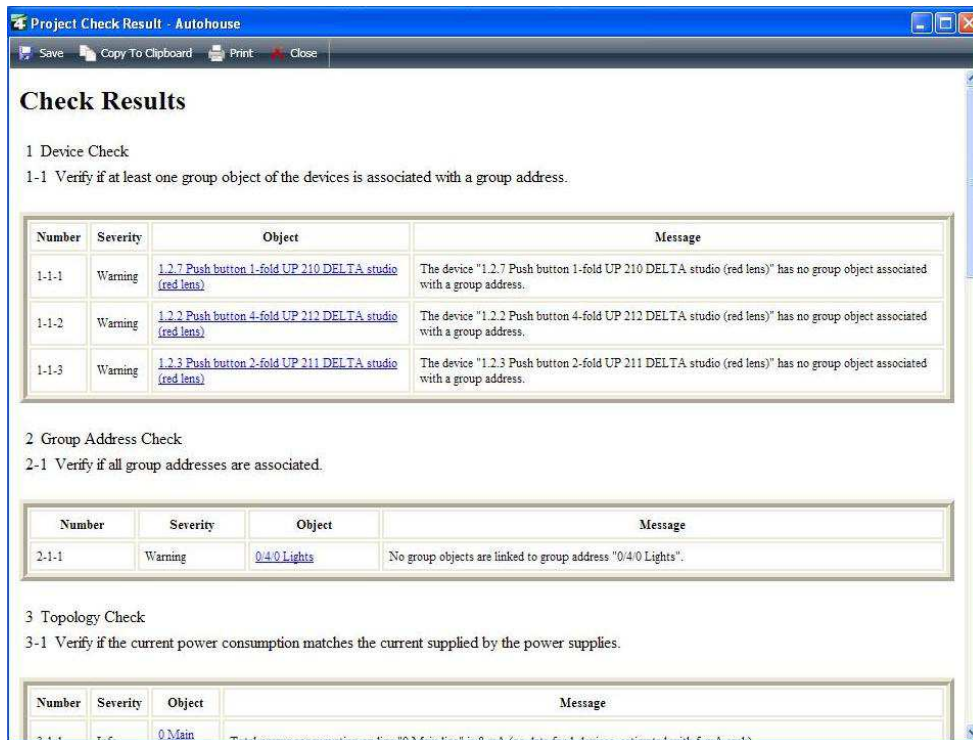 Project Check Result - Autohouse
Save Copy To Clipboard Print Close
Check Results
1 Device Check
1-1 Verify if at least one group object of the devices is associated with a group address.
Number Severity Object Message
1-1-1 Warning 1.2.7 Push button 1-fold UP 210 DELTA studio (red lens) The device "1.2.7 Push button 1-fold UP 210 DELTA studio (red lens)" has no group object associated with a group address.
1-1-2 Warning 1.2.2 Push button 4-fold UP 212 DELTA studio (red lens) The device "1.2.2 Push button 4-fold UP 212 DELTA studio (red lens)" has no group object associated with a group address.
1-1-3 Warning 1.2.3 Push button 2-fold UP 211 DELTA studio (red lens) The device "1.2.3 Push button 2-fold UP 211 DELTA studio (red lens)" has no group object associated with a group address.
2 Group Address Check
2-1 Verify if all group addresses are associated.
Number Severity Object Message
2-1-1 Warning 0/4/0 Lights No group objects are linked to group address "0/4/0 Lights".
3 Topology Check
3-1 Verify if the current power consumption matches the current supplied by the power supplies.
Number Severity Object Message
0 Main